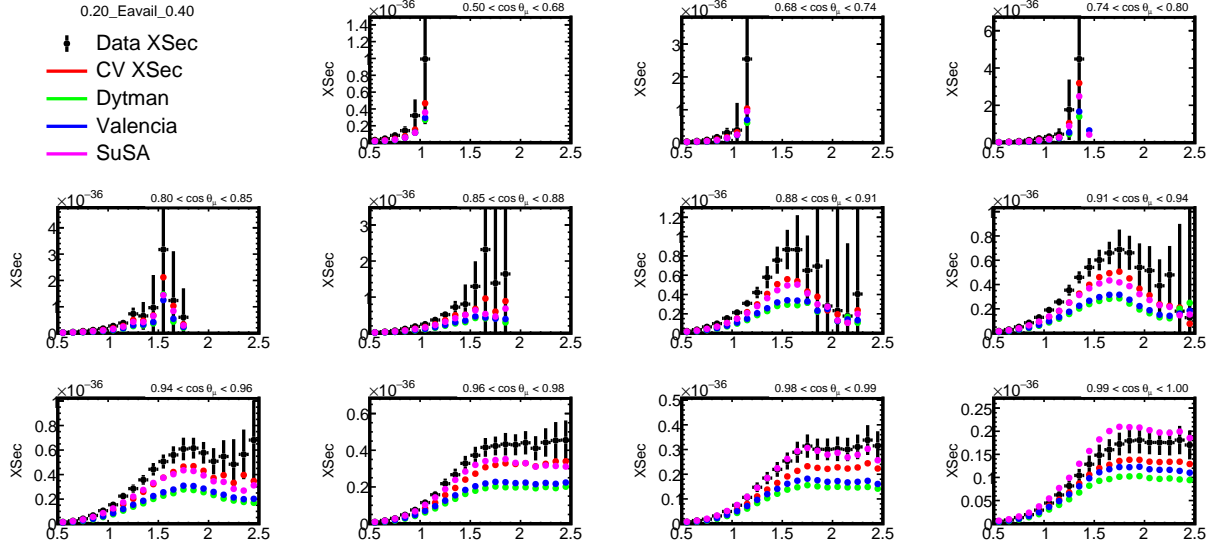 0.20_Eavail_0.40
Data XSec
CV XSec
Dytman
Valencia
SuSA
×10⁻³⁶ 0.50 < cos θμ < 0.68
XSec
1.4
1.2
1
0.8
0.6
0.4
0.2
0
0.5 1 1.5 2 2.5
×10⁻³⁶ 0.68 < cos θμ < 0.74
XSec
3
2
1
0
0.5 1 1.5 2 2.5
×10⁻³⁶ 0.74 < cos θμ < 0.80
XSec
6
4
2
0
0.5 1 1.5 2 2.5
×10⁻³⁶ 0.80 < cos θμ < 0.85
XSec
4
3
2
1
0
0.5 1 1.5 2 2.5
×10⁻³⁶ 0.85 < cos θμ < 0.88
XSec
3
2
1
0
0.5 1 1.5 2 2.5
×10⁻³⁶ 0.88 < cos θμ < 0.91
XSec
1.2
1
0.8
0.6
0.4
0.2
0
0.5 1 1.5 2 2.5
×10⁻³⁶ 0.91 < cos θμ < 0.94
XSec
1
0.8
0.6
0.4
0.2
0
0.5 1 1.5 2 2.5
×10⁻³⁶ 0.94 < cos θμ < 0.96
XSec
1
0.8
0.6
0.4
0.2
0
0.5 1 1.5 2 2.5
×10⁻³⁶ 0.96 < cos θμ < 0.98
XSec
0.6
0.4
0.2
0
0.5 1 1.5 2 2.5
×10⁻³⁶ 0.98 < cos θμ < 0.99
XSec
0.5
0.4
0.3
0.2
0.1
0
0.5 1 1.5 2 2.5
×10⁻³⁶ 0.99 < cos θμ < 1.00
XSec
0.25
0.2
0.15
0.1
0.05
0
0.5 1 1.5 2 2.5